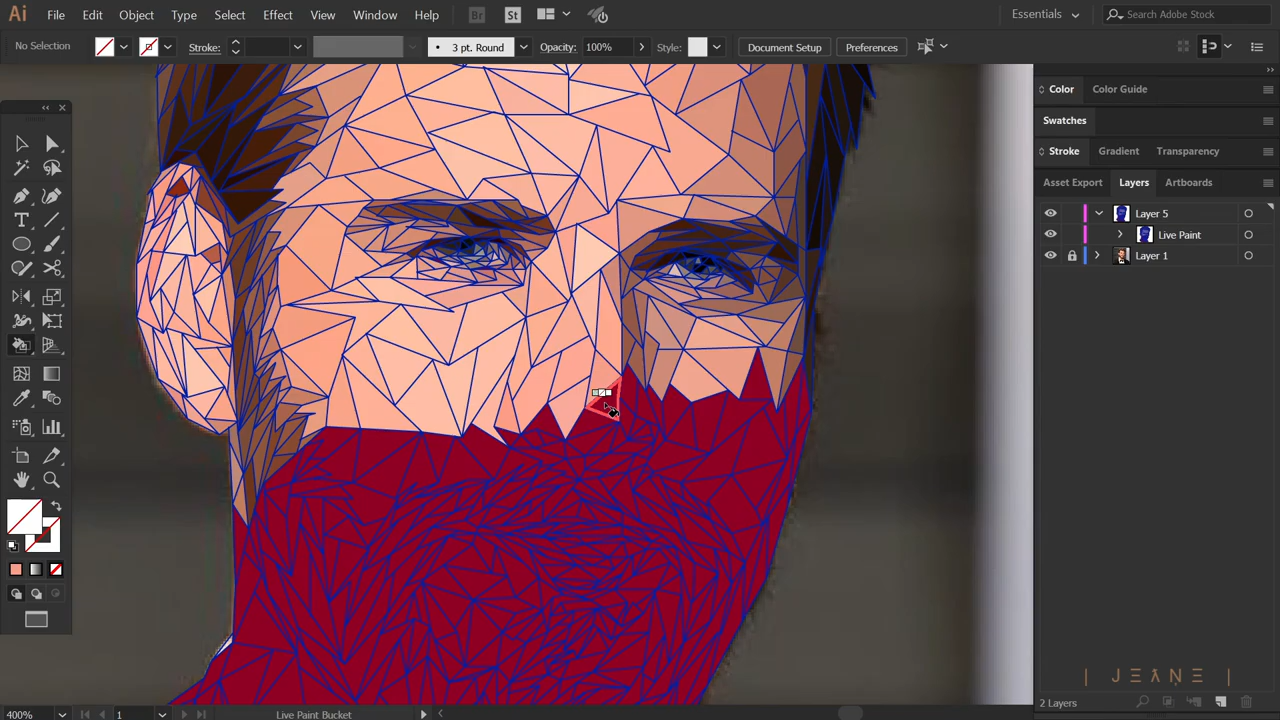 Ai File Edit Object Type Select Effect View Window Help Br St Essentials Search Adobe Stock
No Selection Stroke: 3 pt. Round Opacity: 100% Style: Document Setup Preferences
Color Color Guide
Swatches
Stroke Gradient Transparency
Asset Export Layers Artboards
Layer 5
Live Paint
Layer 1
| JEANE |
400% 1 Live Paint Bucket 2 Layers